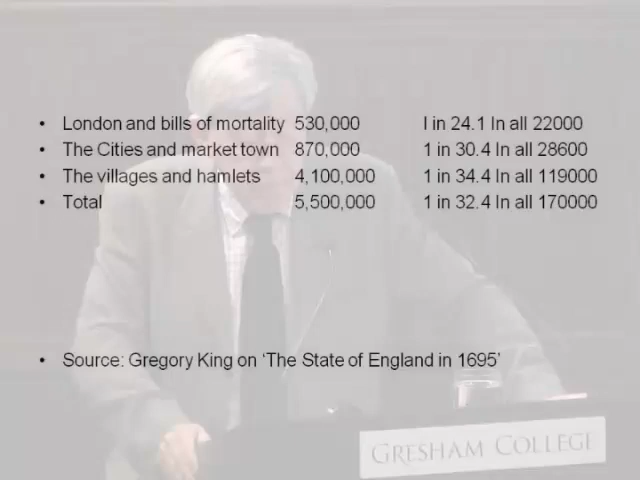 • London and bills of mortality 530,000 I in 24.1 In all 22000
• The Cities and market town 870,000 1 in 30.4 In all 28600
• The villages and hamlets 4,100,000 1 in 34.4 In all 119000
• Total 5,500,000 1 in 32.4 In all 170000
• Source: Gregory King on ‘The State of England in 1695’
GRESHAM COLLEGE